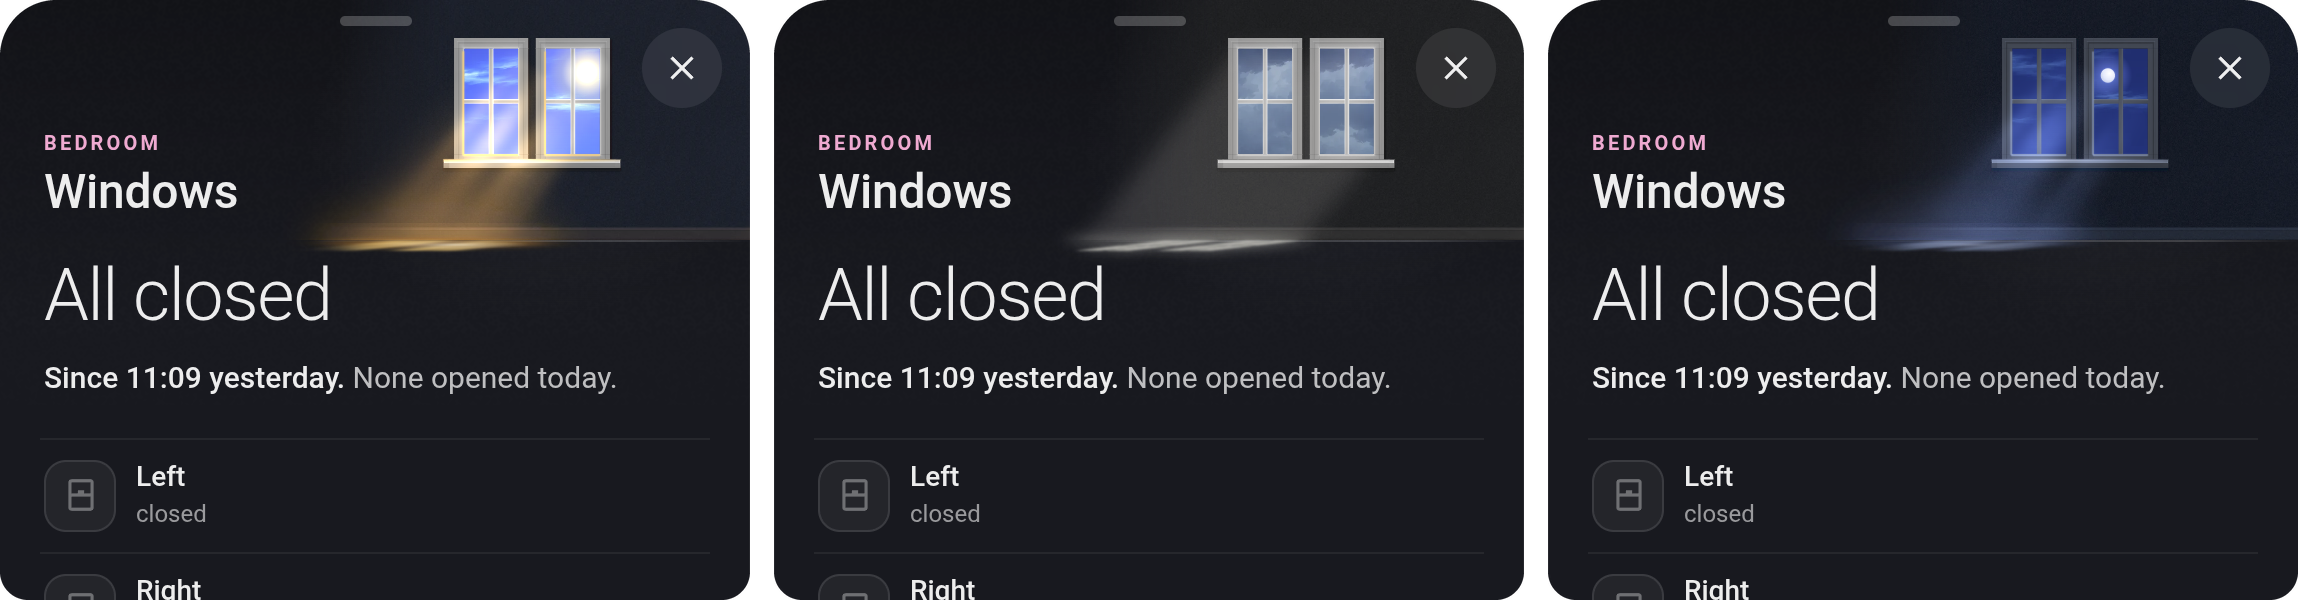 BEDROOM
Windows
All closed
Since 11:09 yesterday. None opened today.
Left
closed
Right
BEDROOM
Windows
All closed
Since 11:09 yesterday. None opened today.
Left
closed
Right
BEDROOM
Windows
All closed
Since 11:09 yesterday. None opened today.
Left
closed
Right